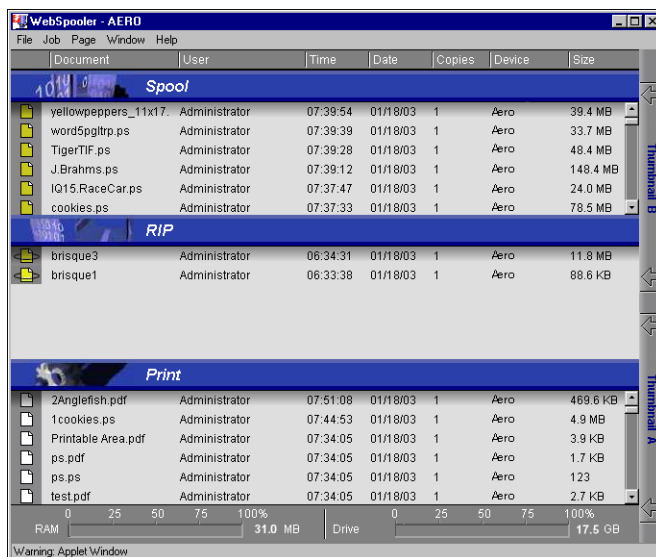 WebSpooler - AERO
File Job Page Window Help
Document User Time Date Copies Device Size
Spool
yellowpeppers_11x17. Administrator 07:39:54 01/18/03 1 Aero 39.4 MB
word5pgltrp.ps Administrator 07:39:39 01/18/03 1 Aero 33.7 MB
TigerTIF.ps Administrator 07:39:28 01/18/03 1 Aero 48.4 MB
J.Brahms.ps Administrator 07:39:12 01/18/03 1 Aero 148.4 MB
IQ15.RaceCar.ps Administrator 07:37:47 01/18/03 1 Aero 24.0 MB
cookies.ps Administrator 07:37:33 01/18/03 1 Aero 78.5 MB
Thumbnail B
RIP
brisque3 Administrator 06:34:31 01/18/03 1 Aero 11.8 MB
brisque1 Administrator 06:33:38 01/18/03 1 Aero 88.6 KB
Print
2Anglefish.pdf Administrator 07:51:08 01/18/03 1 Aero 469.6 KB
1cookies.ps Administrator 07:44:53 01/18/03 1 Aero 4.9 MB
Printable Area.pdf Administrator 07:34:05 01/18/03 1 Aero 3.9 KB
ps.pdf Administrator 07:34:05 01/18/03 1 Aero 1.7 KB
ps.ps Administrator 07:34:05 01/18/03 1 Aero 123
test.pdf Administrator 07:34:05 01/18/03 1 Aero 2.7 KB
Thumbnail A
0 25 50 75 100% 0 25 50 75 100%
RAM 31.0 MB Drive 17.5 GB
Warning: Applet Window